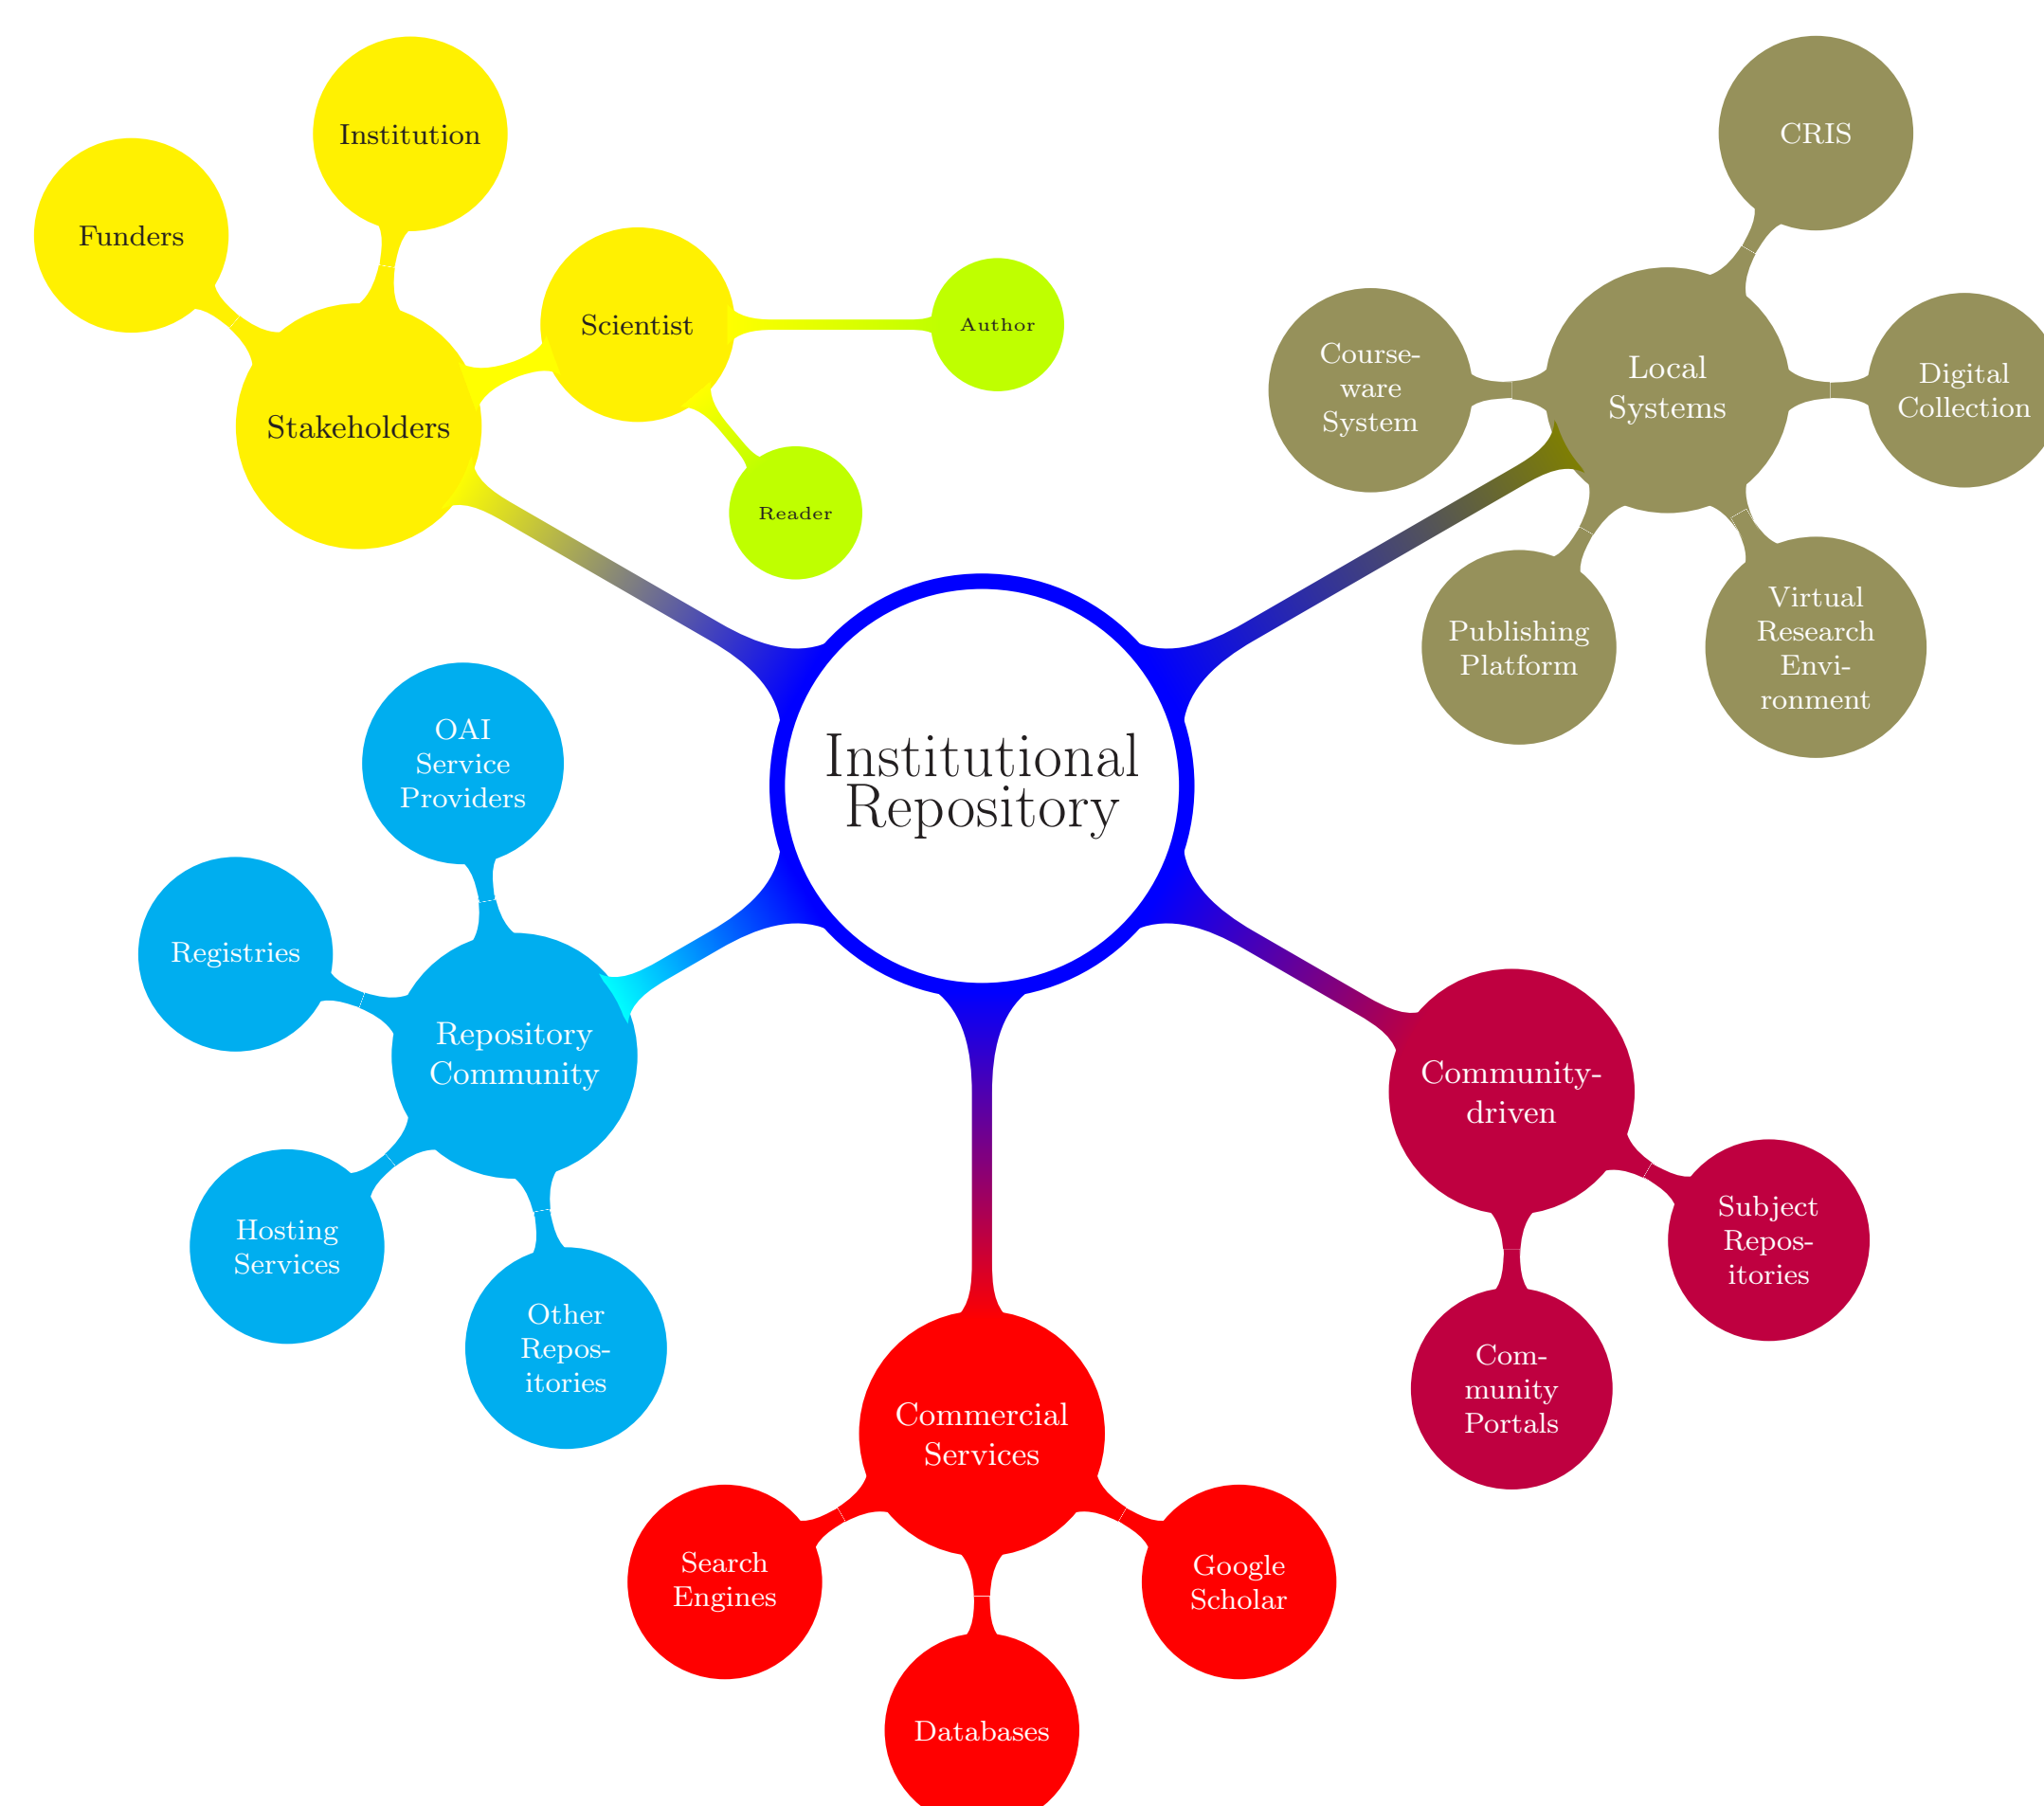 Institution
CRIS
Funders
Scientist
Author
Course-
ware
System
Local
Systems
Digital
Collection
Stakeholders
Reader
Publishing
Platform
Virtual
Research
Envi-
ronment
Institutional
Repository
OAI
Service
Providers
Registries
Repository
Community
Community-
driven
Hosting
Services
Subject
Repos-
itories
Other
Repos-
itories
Com-
munity
Portals
Commercial
Services
Search
Engines
Google
Scholar
Databases